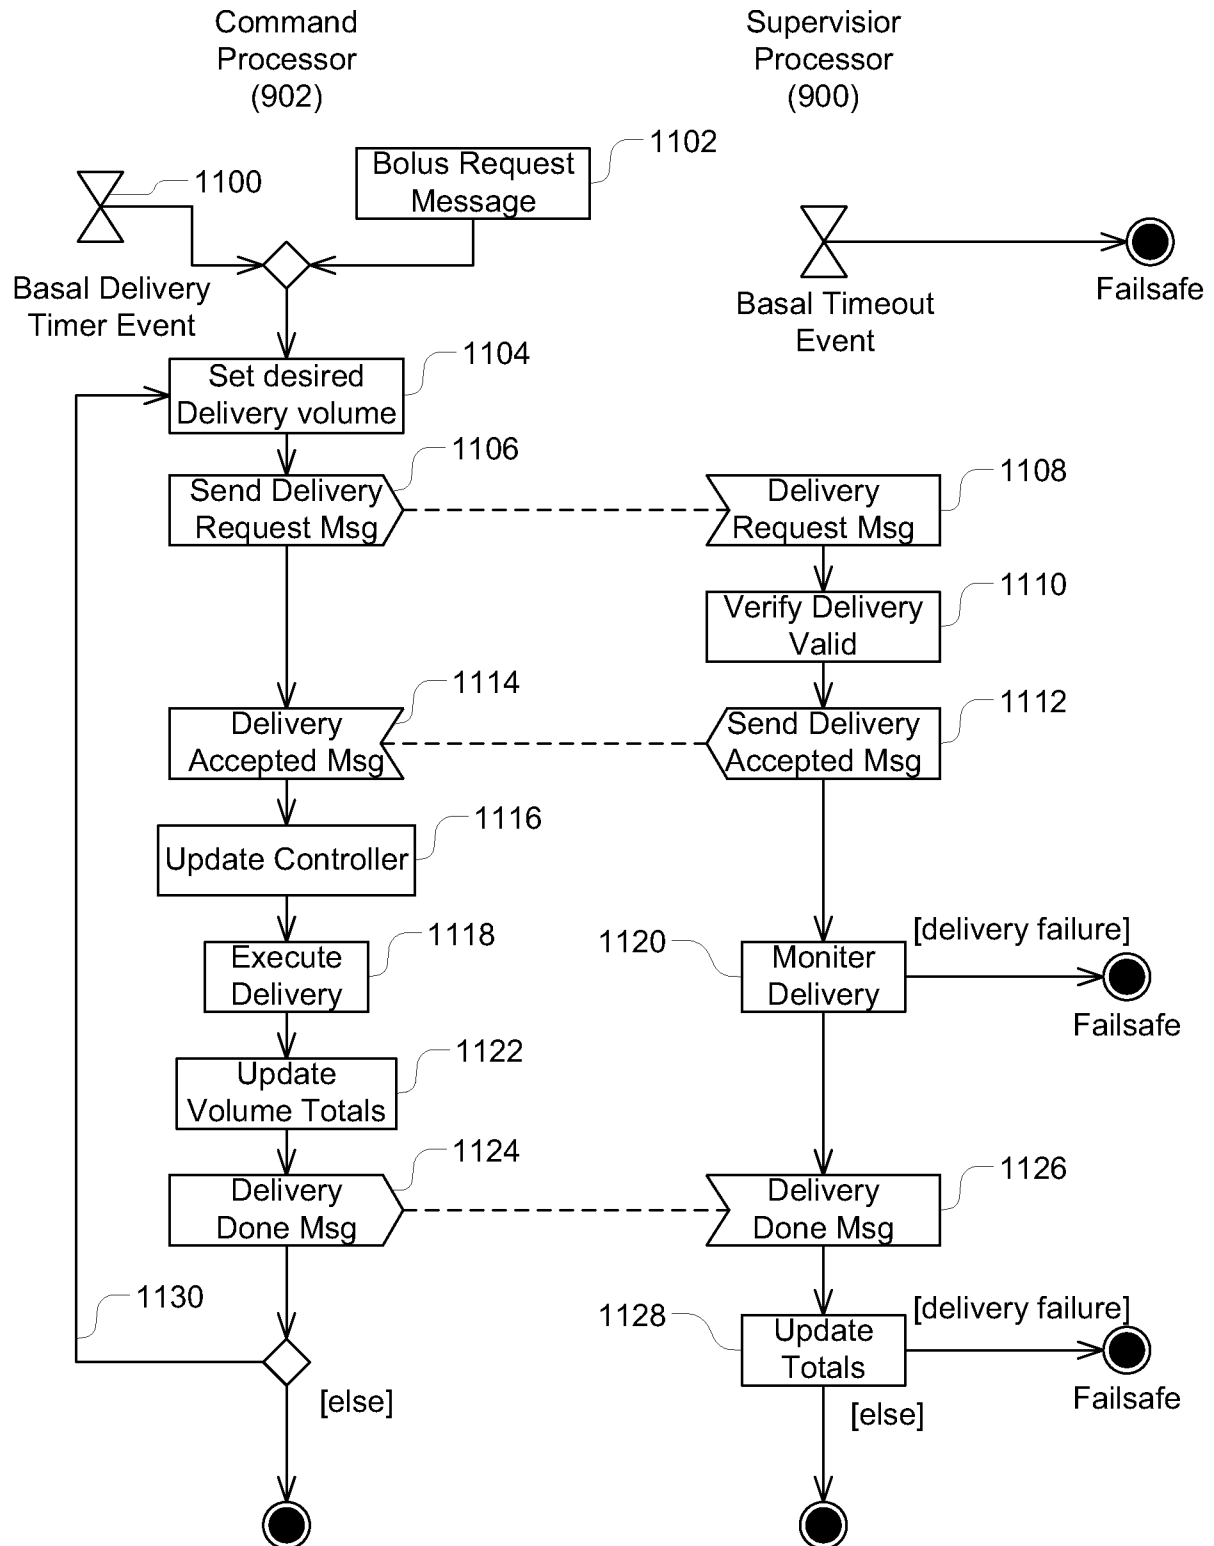 Command
Processor
(902)
Supervisior
Processor
(900)
1102
Bolus Request
Message
1100
Basal Delivery
Timer Event
Basal Timeout
Event
Failsafe
1104
Set desired
Delivery volume
1106
Send Delivery
Request Msg
1108
Delivery
Request Msg
1110
Verify Delivery
Valid
1114
Delivery
Accepted Msg
1112
Send Delivery
Accepted Msg
1116
Update Controller
1118
Execute
Delivery
1120
Moniter
Delivery
[delivery failure]
Failsafe
1122
Update
Volume Totals
1124
Delivery
Done Msg
1126
Delivery
Done Msg
1130
1128
Update
Totals
[delivery failure]
Failsafe
[else]
[else]